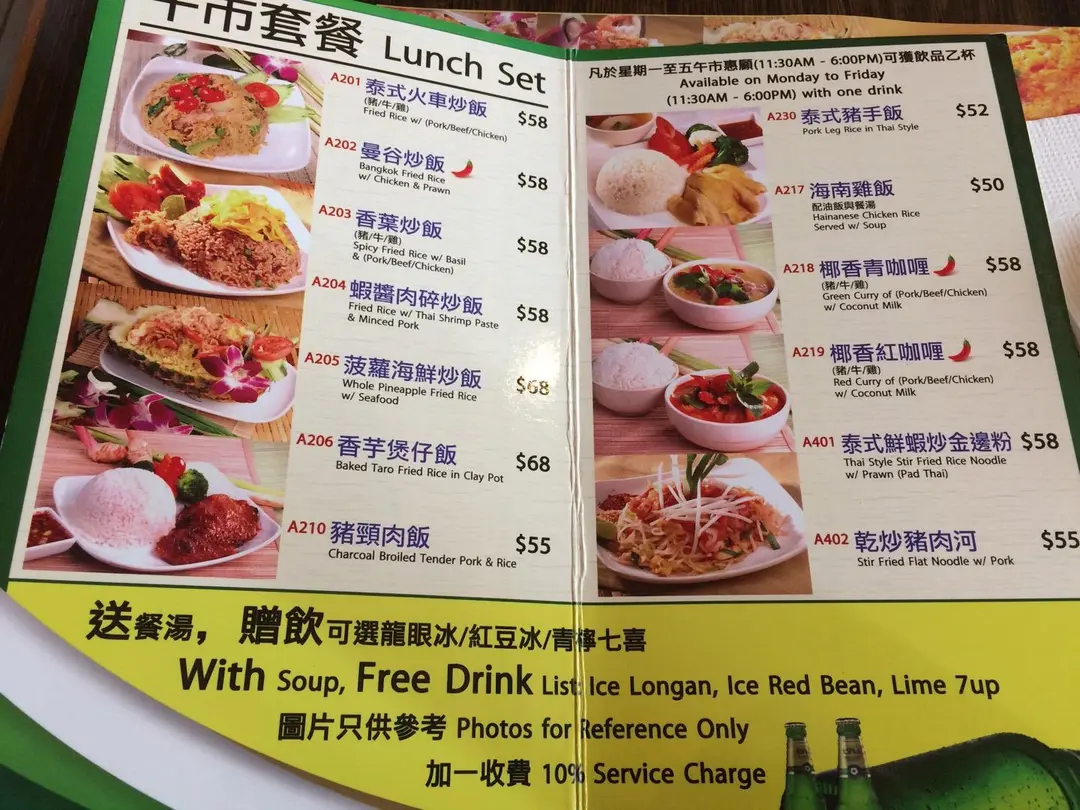 午市套餐 Lunch Set
A201 泰式火車炒飯
(豬/牛/雞)
Fried Rice w/ (Pork/Beef/Chicken)
$58
A202 曼谷炒飯
Bangkok Fried Rice
w/ Chicken & Prawn
$58
A203 香葉炒飯
(豬/牛/雞)
Spicy Fried Rice w/ Basil
& (Pork/Beef/Chicken)
$58
A204 蝦醬肉碎炒飯
Fried Rice w/ Thai Shrimp Paste
& Minced Pork
$58
A205 菠蘿海鮮炒飯
Whole Pineapple Fried Rice
w/ Seafood
$68
A206 香芋煲仔飯
Baked Taro Fried Rice in Clay Pot
$68
A210 豬頸肉飯
Charcoal Broiled Tender Pork & Rice
$55
凡於星期一至五午市惠顧(11:30AM - 6:00PM)可獲飲品乙杯
Available on Monday to Friday
(11:30AM - 6:00PM) with one drink
A230 泰式豬手飯
Pork Leg Rice in Thai Style
$52
A217 海南雞飯
配油飯與餐湯
Hainanese Chicken Rice
Served w/ Soup
$50
A218 椰香青咖喱
(豬/牛/雞)
Green Curry of (Pork/Beef/Chicken)
w/ Coconut Milk
$58
A219 椰香紅咖喱
(豬/牛/雞)
Red Curry of (Pork/Beef/Chicken)
w/ Coconut Milk
$58
A401 泰式鮮蝦炒金邊粉 $58
Thai Style Stir Fried Rice Noodle
w/ Prawn (Pad Thai)
A402 乾炒豬肉河
Stir Fried Flat Noodle w/ Pork
$55
送餐湯，贈飲可選龍眼冰/紅豆冰/青檸七喜
With Soup, Free Drink List: Ice Longan, Ice Red Bean, Lime 7up
圖片只供參考 Photos for Reference Only
加一收費 10% Service Charge